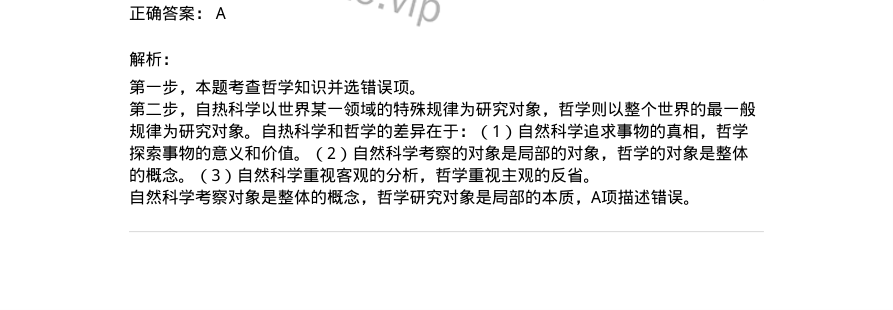 正确答案： A
解析：
第一步，本题考查哲学知识并选错误项。
第二步，自热科学以世界某一领域的特殊规律为研究对象，哲学则以整个世界的最一般
规律为研究对象。自热科学和哲学的差异在于：（1）自然科学追求事物的真相，哲学
探索事物的意义和价值。（2）自然科学考察的对象是局部的对象，哲学的对象是整体
的概念。（3）自然科学重视客观的分析，哲学重视主观的反省。
自然科学考察对象是整体的概念，哲学研究对象是局部的本质，A项描述错误。